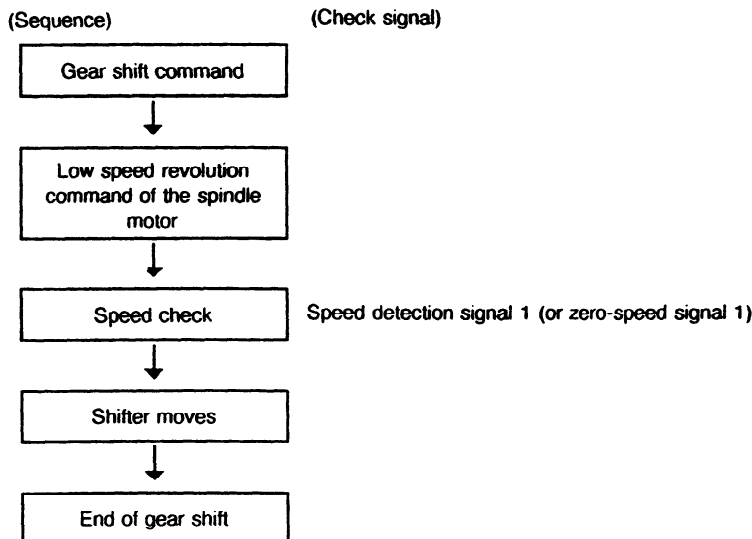 (Sequence) (Check signal)
Gear shift command
Low speed revolution
command of the spindle
motor
Speed check Speed detection signal 1 (or zero-speed signal 1)
Shifter moves
End of gear shift